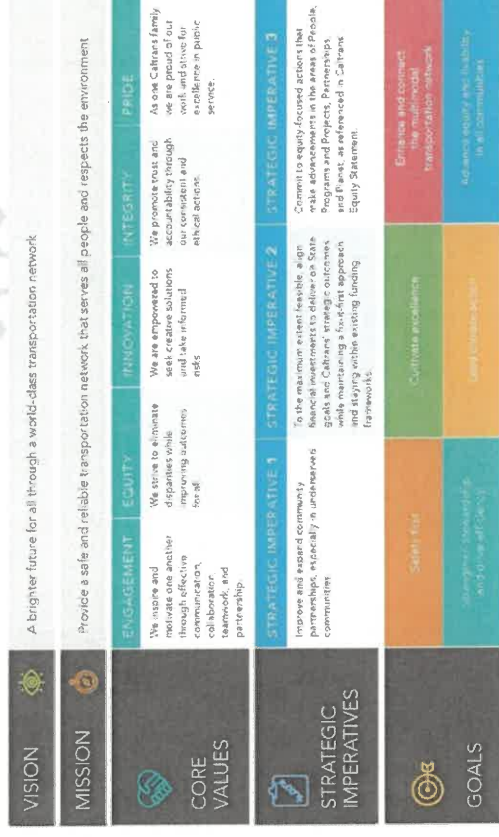 VISION
A brighter future for all through a world-class transportation network
MISSION
Provide a safe and reliable transportation network that serves all people and respects the environment
CORE
VALUES
ENGAGEMENT
We inspire and
motivate one another
through effective
communication,
collaboration,
teamwork, and
partnership.
EQUITY
We strive to eliminate
disparities while
improving outcomes
for all.
INNOVATION
We are empowered to
seek creative solutions
and take informed
risks.
INTEGRITY
We promote trust and
accountability through
our consistent and
ethical actions.
PRIDE
As one Caltrans family,
we are proud of our
work and strive for
excellence in public
service.
STRATEGIC
IMPERATIVES
STRATEGIC IMPERATIVE 1
Improve and expand community
partnerships, especially in underserved
communities.
STRATEGIC IMPERATIVE 2
To the maximum extent feasible, align
financial investments to deliver on State
goals and Caltrans' strategic outcomes
while maintaining a fix-it-first approach
and staying within existing funding
frameworks.
STRATEGIC IMPERATIVE 3
Commit to equity-focused actions that
make advancements in the areas of People,
Programs and Projects, Partnerships,
and Planet, as referenced in Caltrans
Equity Statement.
GOALS
Safety first
Cultivate excellence
Enhance and connect
the multimodal
transportation network
Strengthen stewardship
and drive efficiency
Lead climate action
Advance equity and livability
in all communities